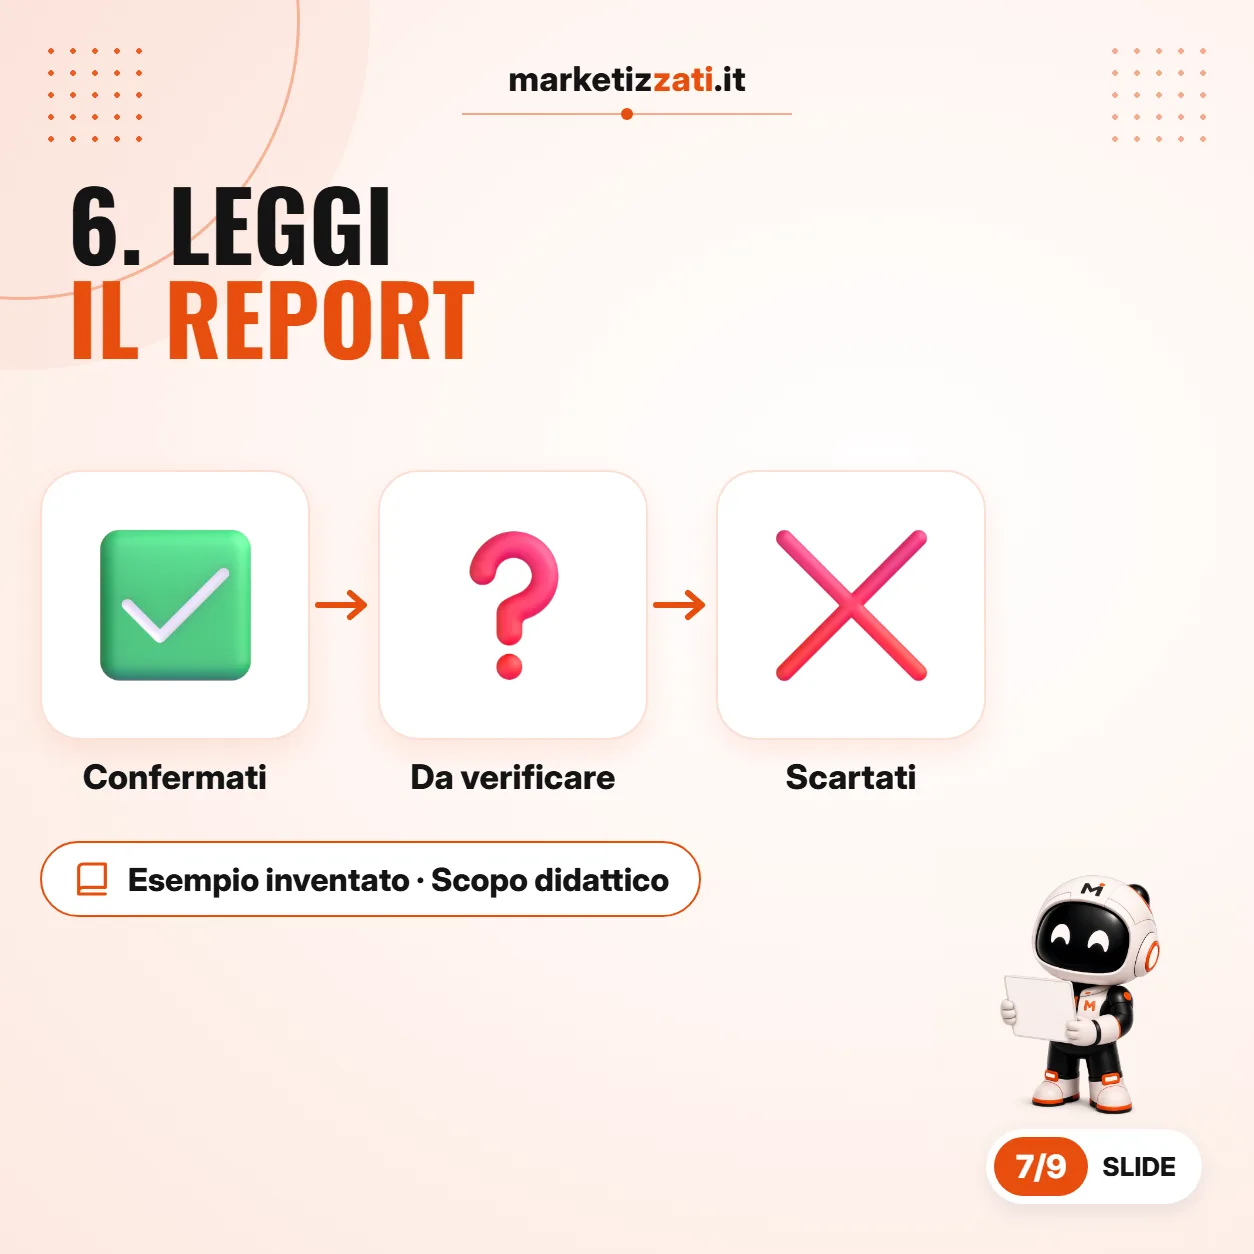 marketizzati.it
6. LEGGI
IL REPORT
Confermati
Da verificare
Scartati
Esempio inventato · Scopo didattico
M
M
7/9 SLIDE